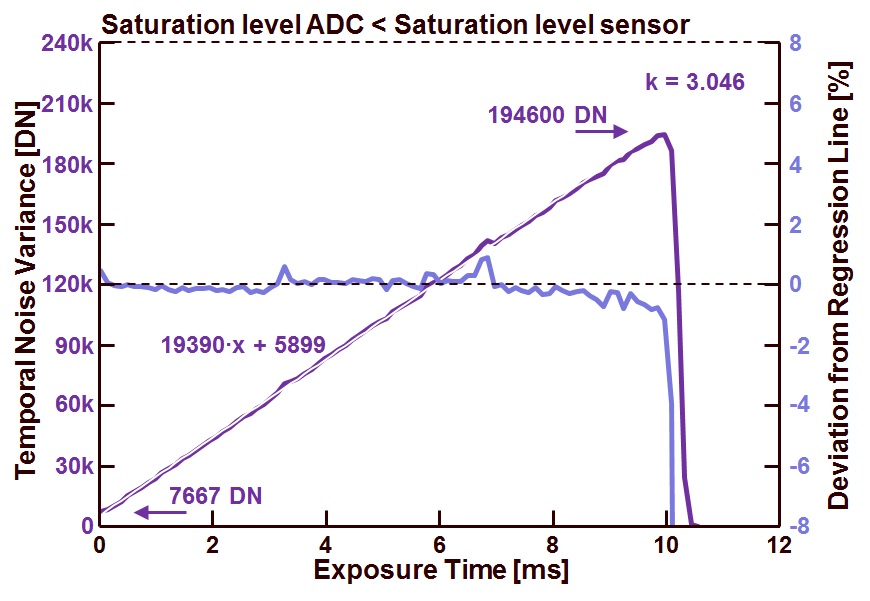 Saturation level ADC < Saturation level sensor
240k
210k
180k
150k
120k
90k
60k
30k
0
Temporal Noise Variance [DN]
8
6
4
2
0
-2
-4
-6
-8
Deviation from Regression Line [%]
k = 3.046
194600 DN
19390·x + 5899
7667 DN
0 2 4 6 8 10 12
Exposure Time [ms]